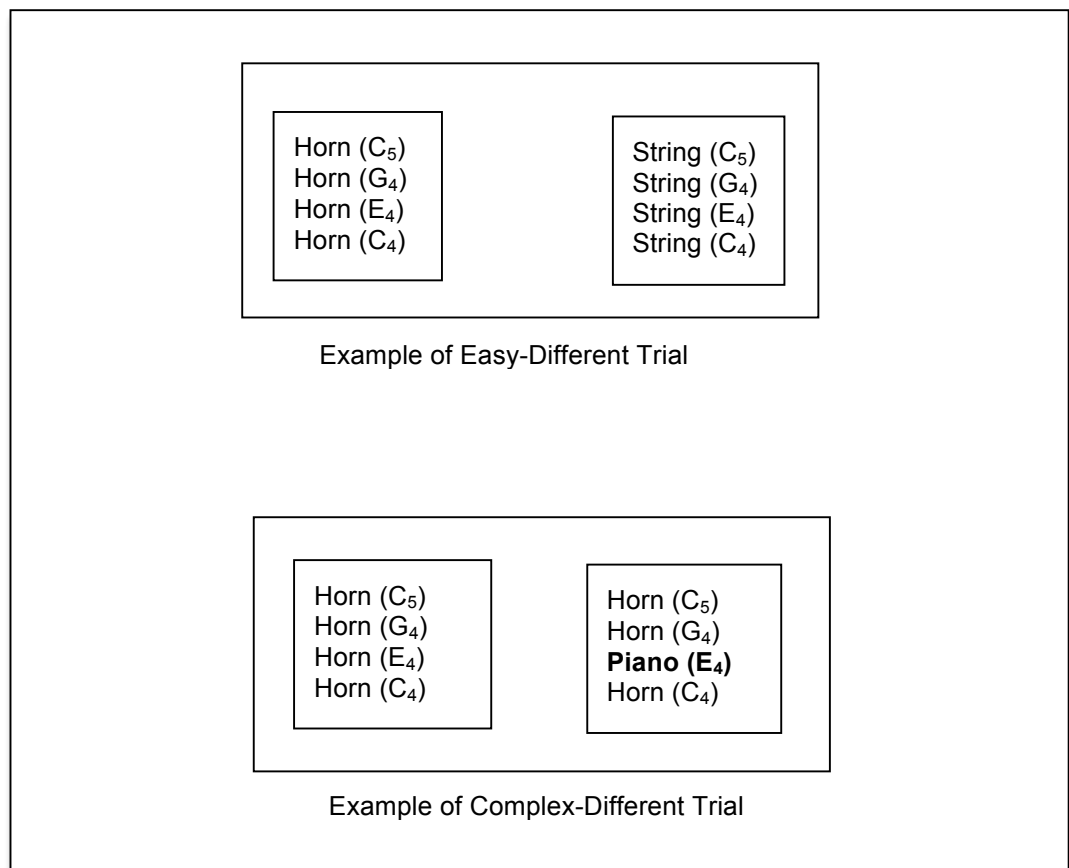 Horn (C₅)
Horn (G₄)
Horn (E₄)
Horn (C₄)
String (C₅)
String (G₄)
String (E₄)
String (C₄)
Example of Easy-Different Trial
Horn (C₅)
Horn (G₄)
Horn (E₄)
Horn (C₄)
Horn (C₅)
Horn (G₄)
Piano (E₄)
Horn (C₄)
Example of Complex-Different Trial